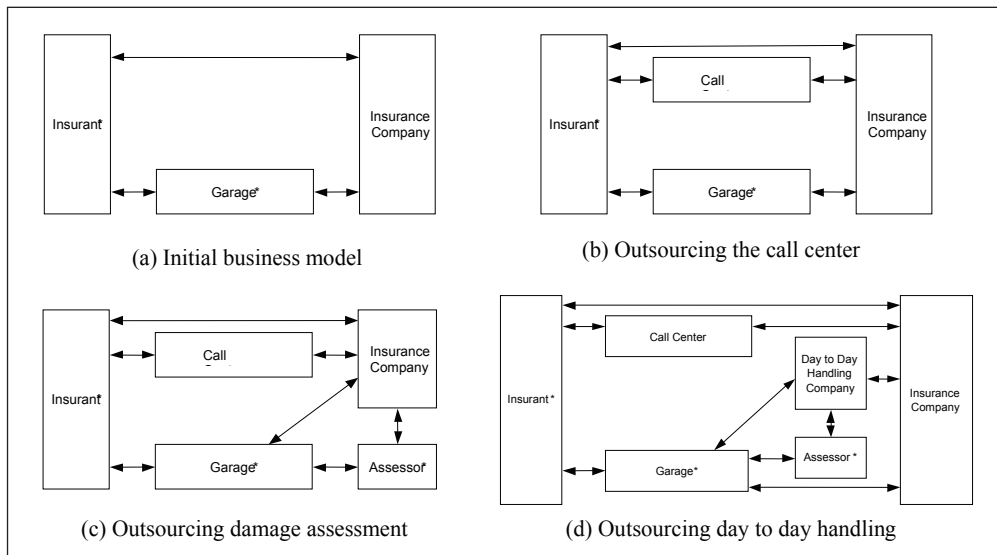 Insurant*
Insurance
Company
Garage*
(a) Initial business model
Call
Insurant*
Insurance
Company
Garage*
(b) Outsourcing the call center
Call
Insurance
Company
Insurant*
Garage*
Assessor*
(c) Outsourcing damage assessment
Call Center
Day to Day
Handling
Company
Insurant *
Insurance
Company
Garage*
Assessor *
(d) Outsourcing day to day handling